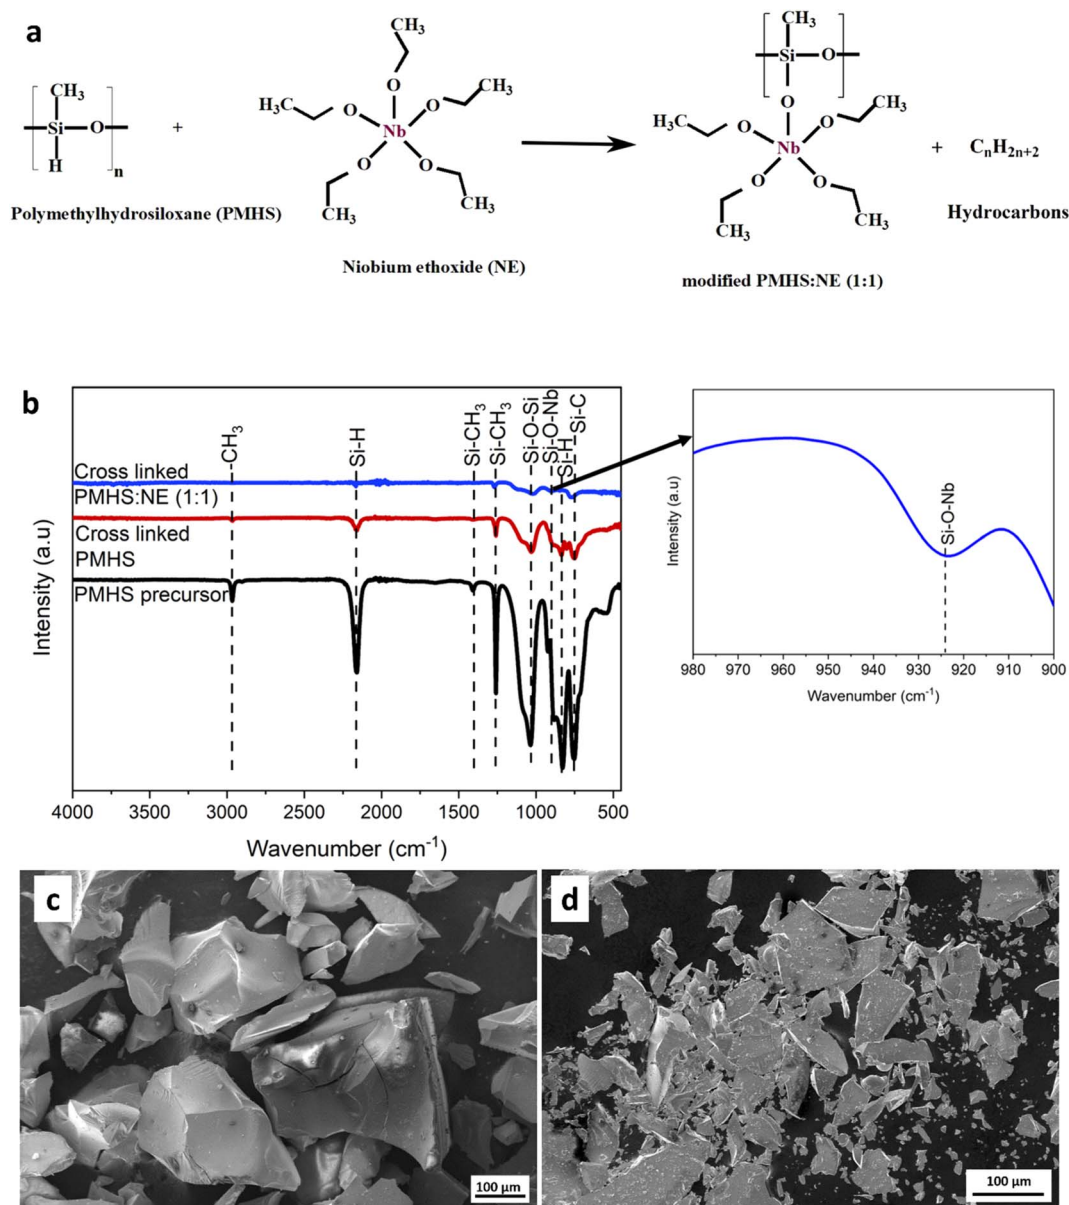 a
CH₃
Si
O
H
n
Polymethylhydrosiloxane (PMHS)
+
CH₃
O
H₃C
O
O
CH₃
Nb
O
O
CH₃
CH₃
Niobium ethoxide (NE)
CH₃
Si
O
O
H₃C
O
O
CH₃
Nb
O
O
CH₃
CH₃
modified PMHS:NE (1:1)
+
CₙH₂ₙ₊₂
Hydrocarbons
b
Intensity (a.u)
CH₃
Si-H
Si-CH₃
Si-CH₃
Si-O-Si
Si-O-Nb
Si-H
Si-C
Cross linked
PMHS:NE (1:1)
Cross linked
PMHS
PMHS precursor
4000 3500 3000 2500 2000 1500 1000 500
Wavenumber (cm⁻¹)
Intensity (a.u)
Si-O-Nb
980 970 960 950 940 930 920 910 900
Wavenumber (cm⁻¹)
c
100 µm
d
100 µm